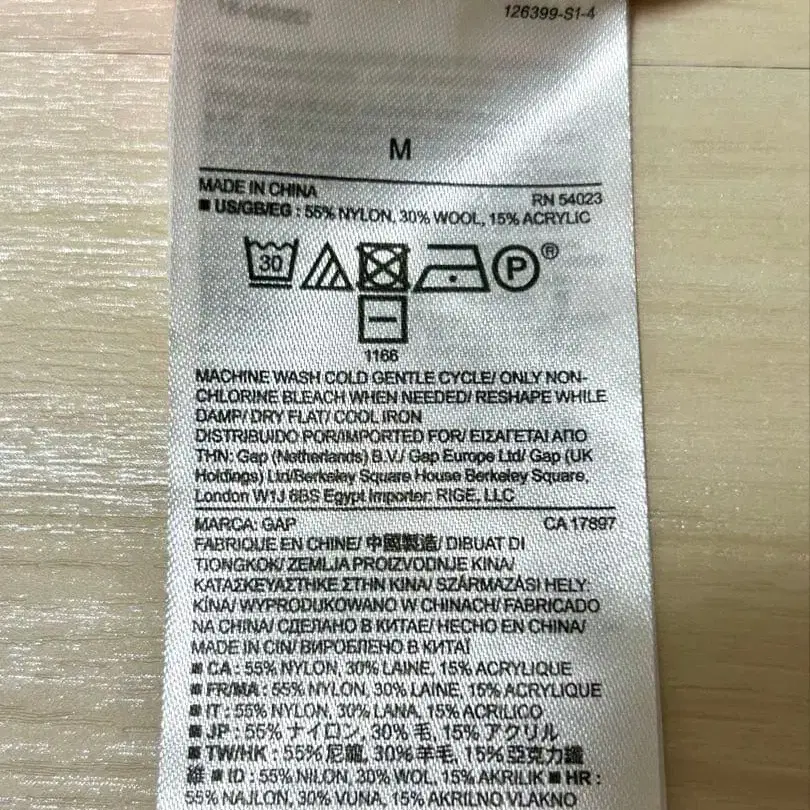 126399-S1-4
M
MADE IN CHINA RN 54023
■ US/GB/EG : 55% NYLON, 30% WOOL, 15% ACRYLIC
30 P ®
1166
MACHINE WASH COLD GENTLE CYCLE/ ONLY NON-
CHLORINE BLEACH WHEN NEEDED/ RESHAPE WHILE
DAMP/ DRY FLAT/ COOL IRON
DISTRIBUIDO POR/IMPORTED FOR/ ΕΙΣΑΓΕΤΑΙ ΑΠΟ
ΤΗΝ: Gap (Netherlands) B.V./ Gap Europe Ltd/ Gap (UK
Holdings) Ltd/Berkeley Square House Berkeley Square,
London W1J 6BS Egypt Importer: RIGE, LLC
MARCA: GAP CA 17897
FABRIQUE EN CHINE/ 中國製造/ DIBUAT DI
TIONGKOK/ ZEMLJA PROIZVODNJE KINA/
ΚΑΤΑΣΚΕΥΑΣΤΗΚΕ ΣΤΗΝ ΚΙΝΑ/ SZÁRMAZÁSI HELY:
KÍNA/ WYPRODUKOWANO W CHINACH/ FABRICADO
NA CHINA/ СДЕЛАНО В КИТАЕ/ HECHO EN CHINA/
MADE IN CIN/ ВИРОБЛЕНО В КИТАЇ
■ CA : 55% NYLON, 30% LAINE, 15% ACRYLIQUE
■ FR/MA : 55% NYLON, 30% LAINE, 15% ACRYLIQUE
■ IT : 55% NYLON, 30% LANA, 15% ACRILICO
■ JP : 55% ナイロン, 30% 毛, 15% アクリル
■ TW/HK : 55% 尼龍, 30% 羊毛, 15% 亞克力纖
維 ■ ID : 55% NILON, 30% WOL, 15% AKRILIK ■ HR :
55% NAJLON, 30% VUNA, 15% AKRILNO VLAKNO